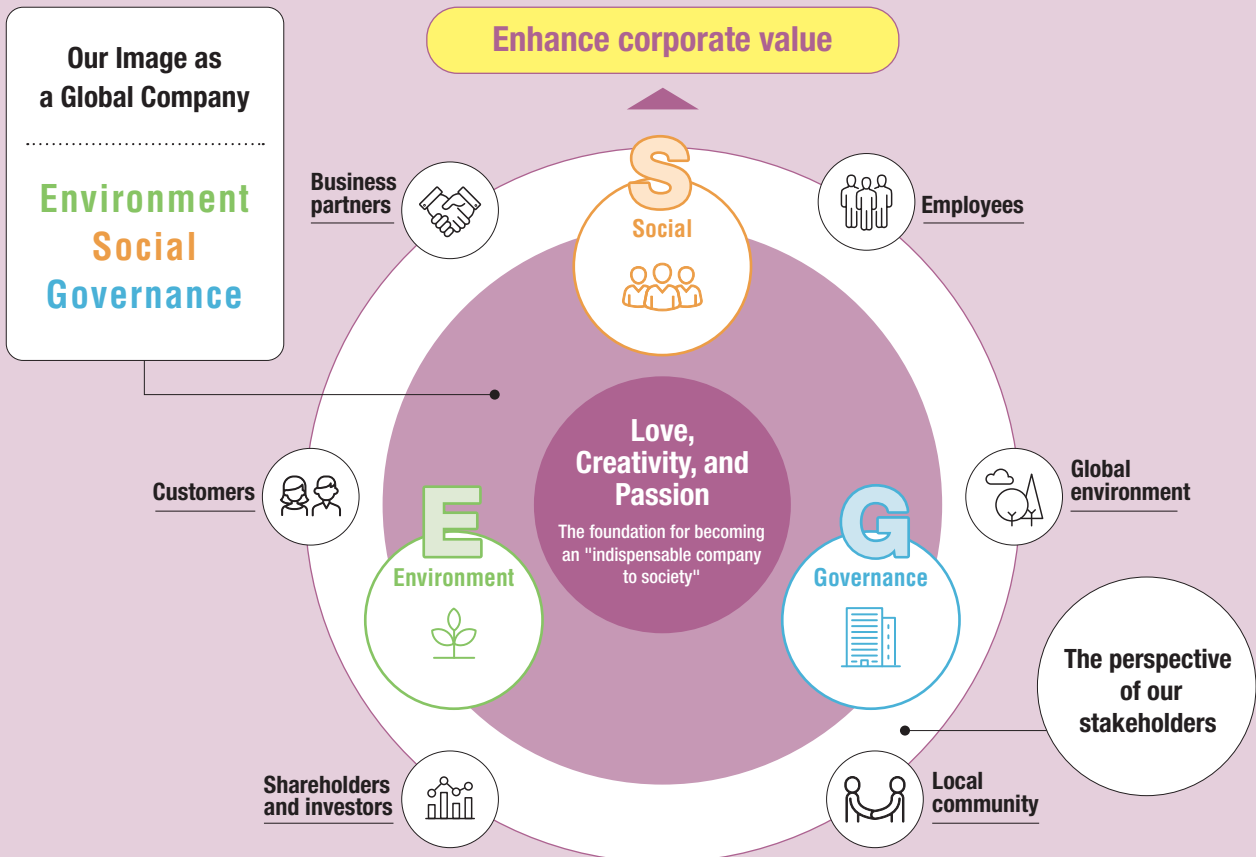 Enhance corporate value
Our Image as
a Global Company
Environment
Social
Governance
Business
partners
S
Social
Employees
Customers
Love,
Creativity, and
Passion
The foundation for becoming
an "indispensable company
to society"
Global
environment
E
Environment
G
Governance
The perspective
of our
stakeholders
Shareholders
and investors
Local
community